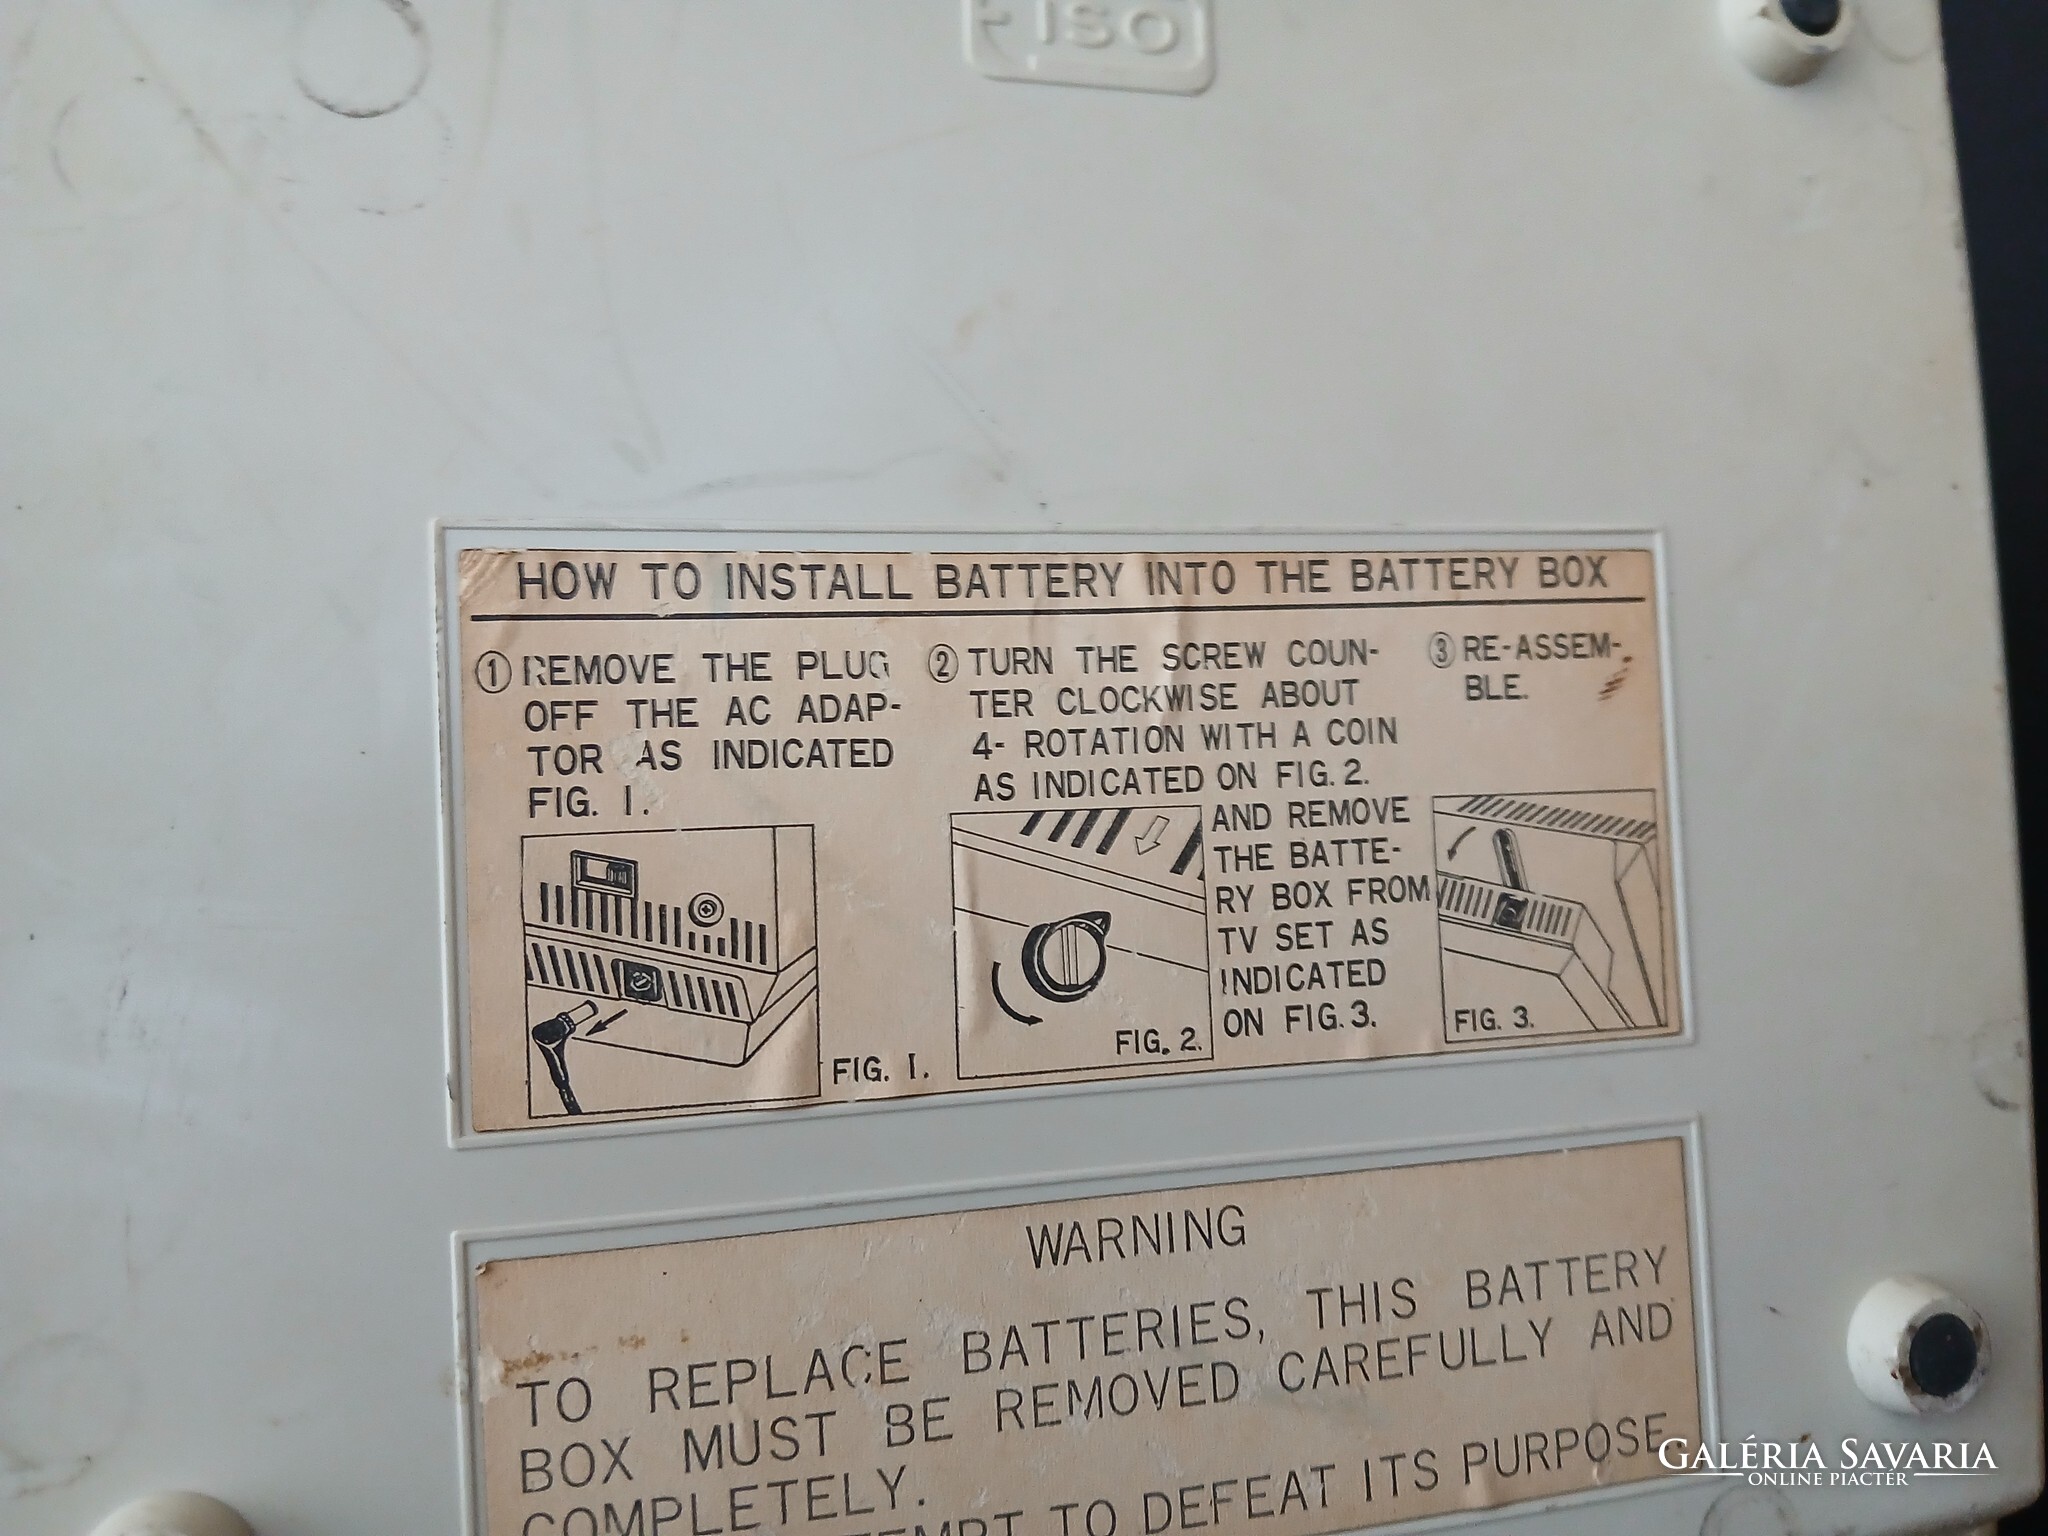 ISO
HOW TO INSTALL BATTERY INTO THE BATTERY BOX
① REMOVE THE PLUG
OFF THE AC ADAP-
TOR AS INDICATED
FIG. 1.
FIG. 1.
② TURN THE SCREW COUN-
TER CLOCKWISE ABOUT
4- ROTATION WITH A COIN
AS INDICATED ON FIG. 2.
AND REMOVE
THE BATTE-
RY BOX FROM
TV SET AS
INDICATED
ON FIG. 3.
FIG. 2.
③ RE-ASSEM-
BLE.
FIG. 3.
WARNING
TO REPLACE BATTERIES, THIS BATTERY
BOX MUST BE REMOVED CAREFULLY AND
COMPLETELY.
TO DEFEAT ITS PURPOSE.
GALÉRIA SAVARIA
ONLINE PIACTÉR